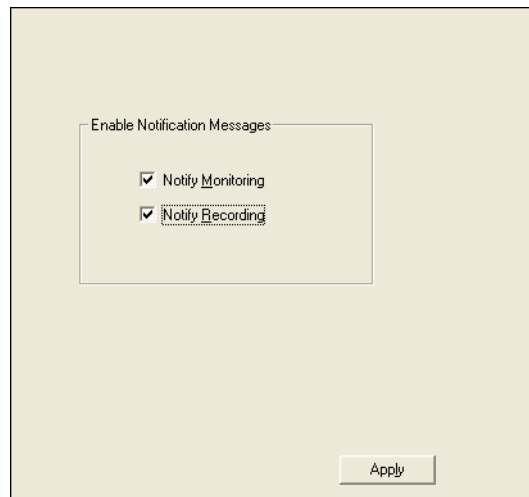 Enable Notification Messages
Notify Monitoring
Notify Recording
Apply